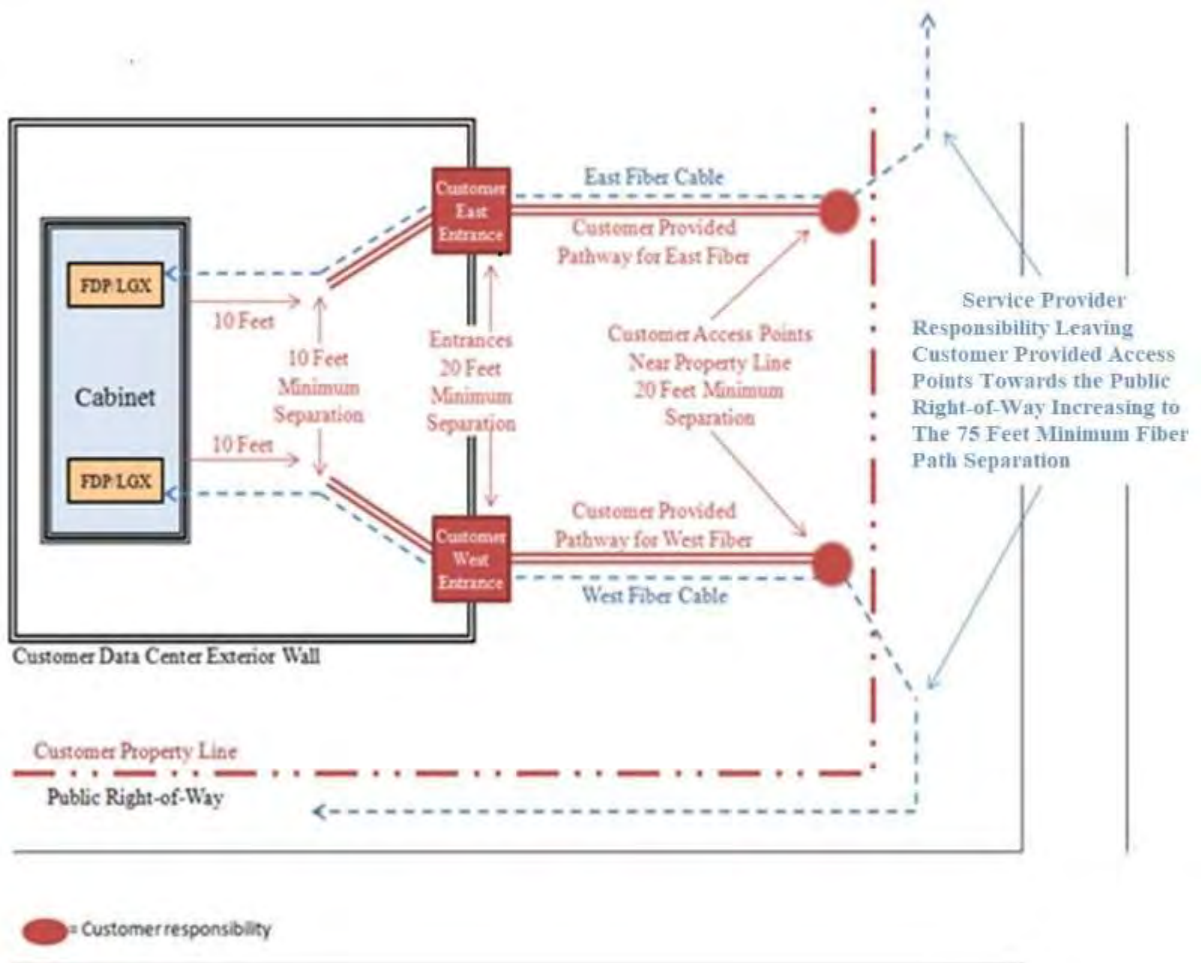 Customer
East
Entrance
East Fiber Cable
Customer Provided
Pathway for East Fiber
FDP/LGX
10 Feet
10 Feet
Minimum
Separation
Entrances
20 Feet
Minimum
Separation
Customer Access Points
Near Property Line
20 Feet Minimum
Separation
Service Provider
Responsibility Leaving
Customer Provided Access
Points Towards the Public
Right-of-Way Increasing to
The 75 Feet Minimum Fiber
Path Separation
Cabinet
10 Feet
FDP/LGX
Customer
West
Entrance
Customer Provided
Pathway for West Fiber
West Fiber Cable
Customer Data Center Exterior Wall
Customer Property Line
Public Right-of-Way
= Customer responsibility